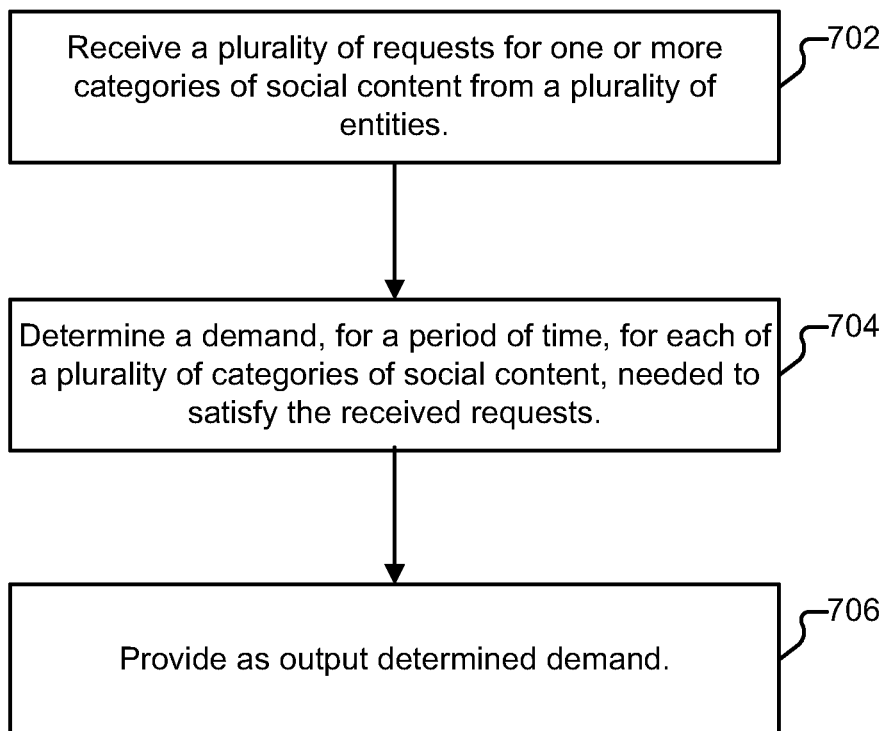 Receive a plurality of requests for one or more
categories of social content from a plurality of
entities.
702
Determine a demand, for a period of time, for each of
a plurality of categories of social content, needed to
satisfy the received requests.
704
Provide as output determined demand.
706